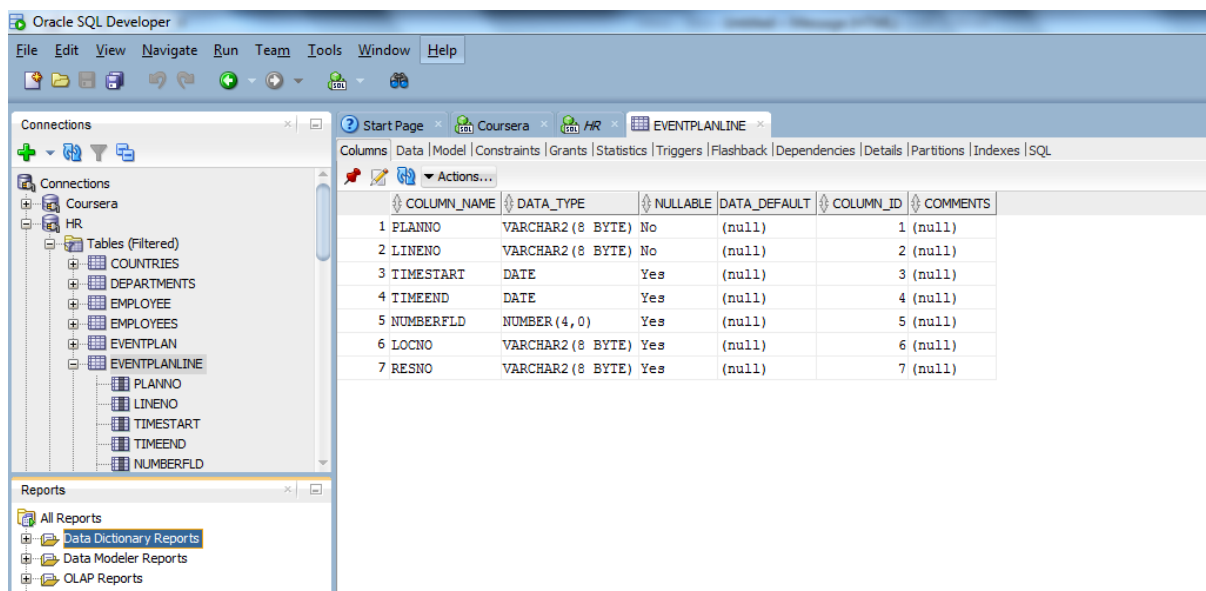 Oracle SQL Developer
File Edit View Navigate Run Team Tools Window Help
Connections
Connections
Coursera
HR
Tables (Filtered)
COUNTRIES
DEPARTMENTS
EMPLOYEE
EMPLOYEES
EVENTPLAN
EVENTPLANLINE
PLANNO
LINENO
TIMESTART
TIMEEND
NUMBERFLD
Reports
All Reports
Data Dictionary Reports
Data Modeler Reports
OLAP Reports
Start Page Coursera HR EVENTPLANLINE
Columns Data |Model |Constraints |Grants |Statistics |Triggers |Flashback |Dependencies |Details |Partitions |Indexes |SQL
Actions...
COLUMN_NAME DATA_TYPE NULLABLE DATA_DEFAULT COLUMN_ID COMMENTS
1 PLANNO VARCHAR2(8 BYTE) No (null) 1 (null)
2 LINENO VARCHAR2(8 BYTE) No (null) 2 (null)
3 TIMESTART DATE Yes (null) 3 (null)
4 TIMEEND DATE Yes (null) 4 (null)
5 NUMBERFLD NUMBER(4,0) Yes (null) 5 (null)
6 LOCNO VARCHAR2(8 BYTE) Yes (null) 6 (null)
7 RESNO VARCHAR2(8 BYTE) Yes (null) 7 (null)